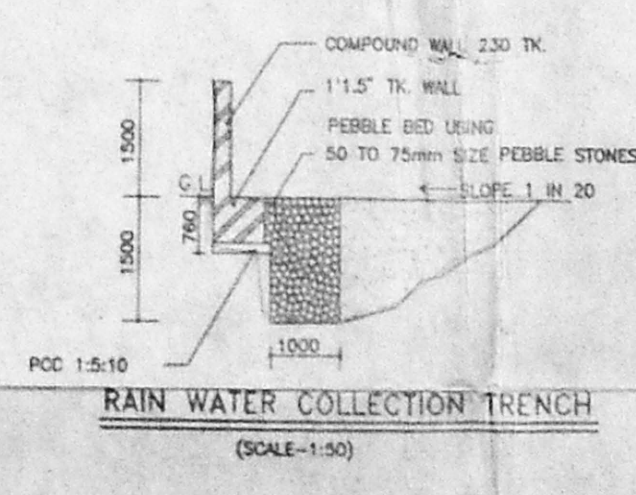 COMPOUND WALL 230 TK.
1'1.5" TK. WALL
PEBBLE BED USING
50 TO 75mm SIZE PEBBLE STONES
1500
G.L
SLOPE 1 IN 20
760
1500
1000
PCC 1:5:10
RAIN WATER COLLECTION TRENCH
(SCALE-1:50)